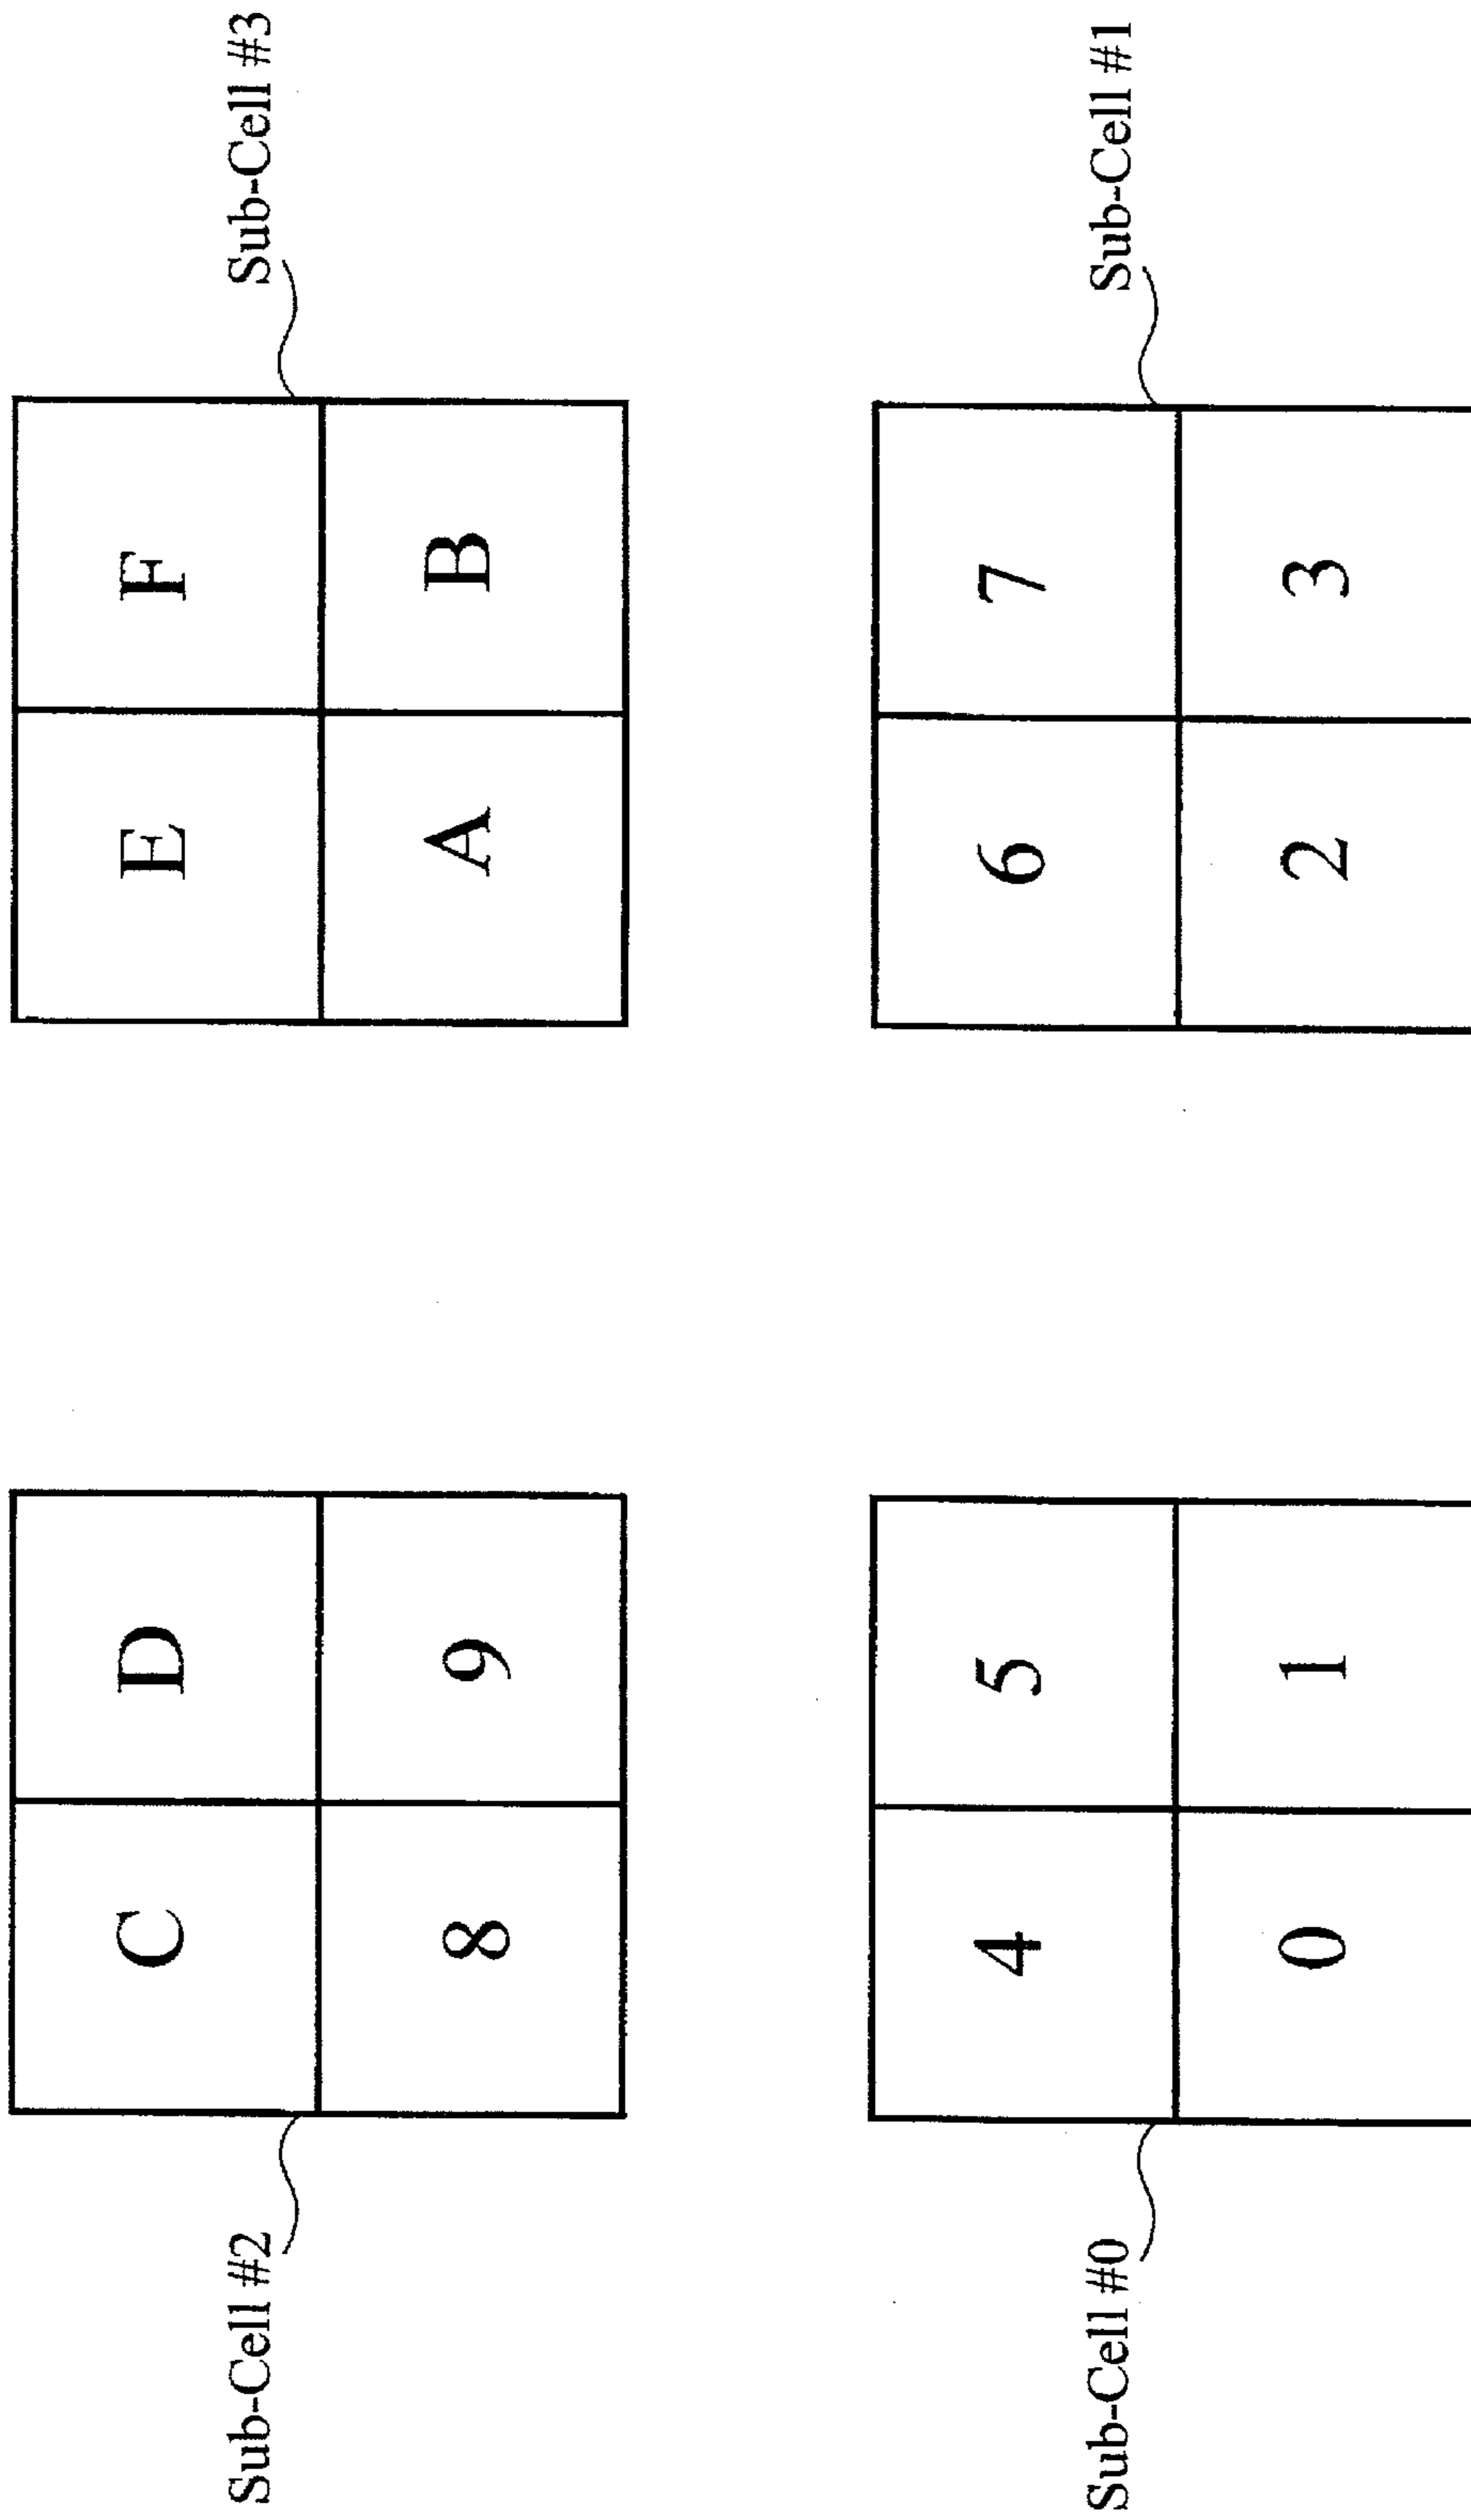 Sub-Cell #2
C D
8 9
E F
A B
Sub-Cell #3
Sub-Cell #0
4 5
0 1
6 7
2 3
Sub-Cell #1